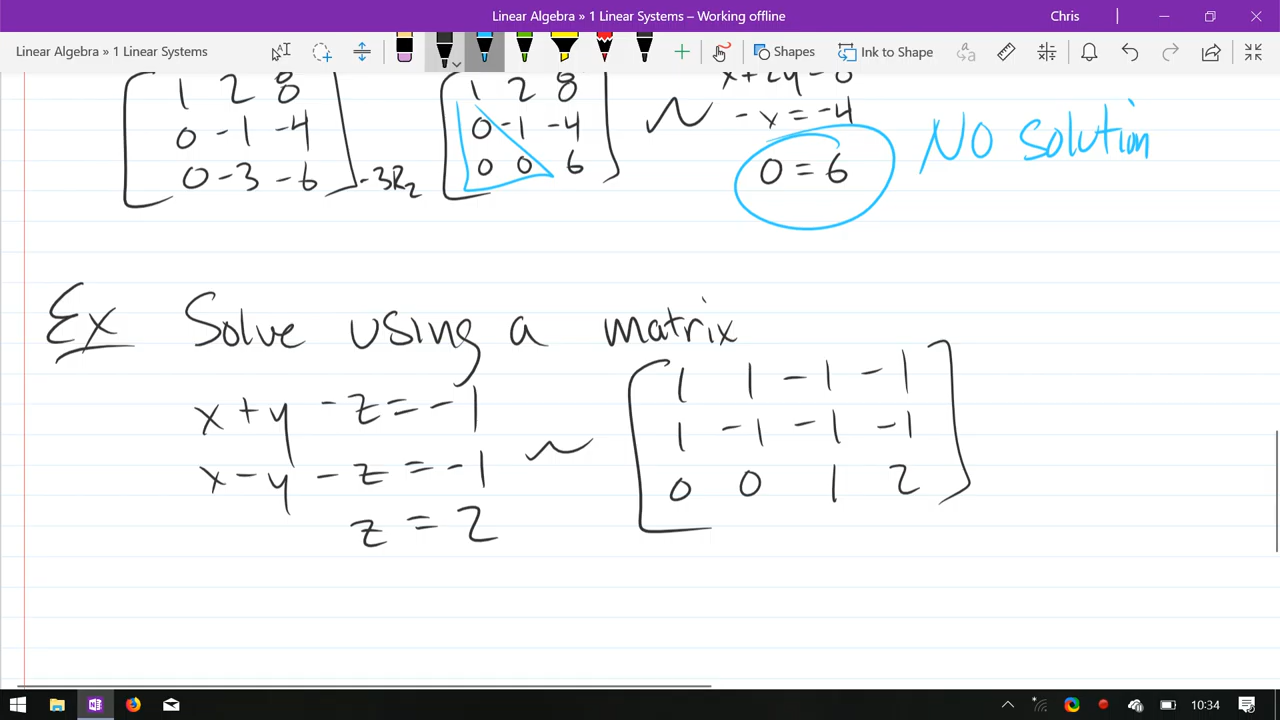 Linear Algebra » 1 Linear Systems – Working offline
Chris
Linear Algebra » 1 Linear Systems
Shapes
Ink to Shape
1 2 8
0 -1 -4
0 -3 -6 -3R2
1 2 8
0 -1 -4
0 0 6
~
x+2y=8
-x=-4
0=6
No solution
Ex Solve using a matrix
x+y-z=-1
x-y-z=-1
z=2
~
1 1 -1 -1
1 -1 -1 -1
0 0 1 2
10:34